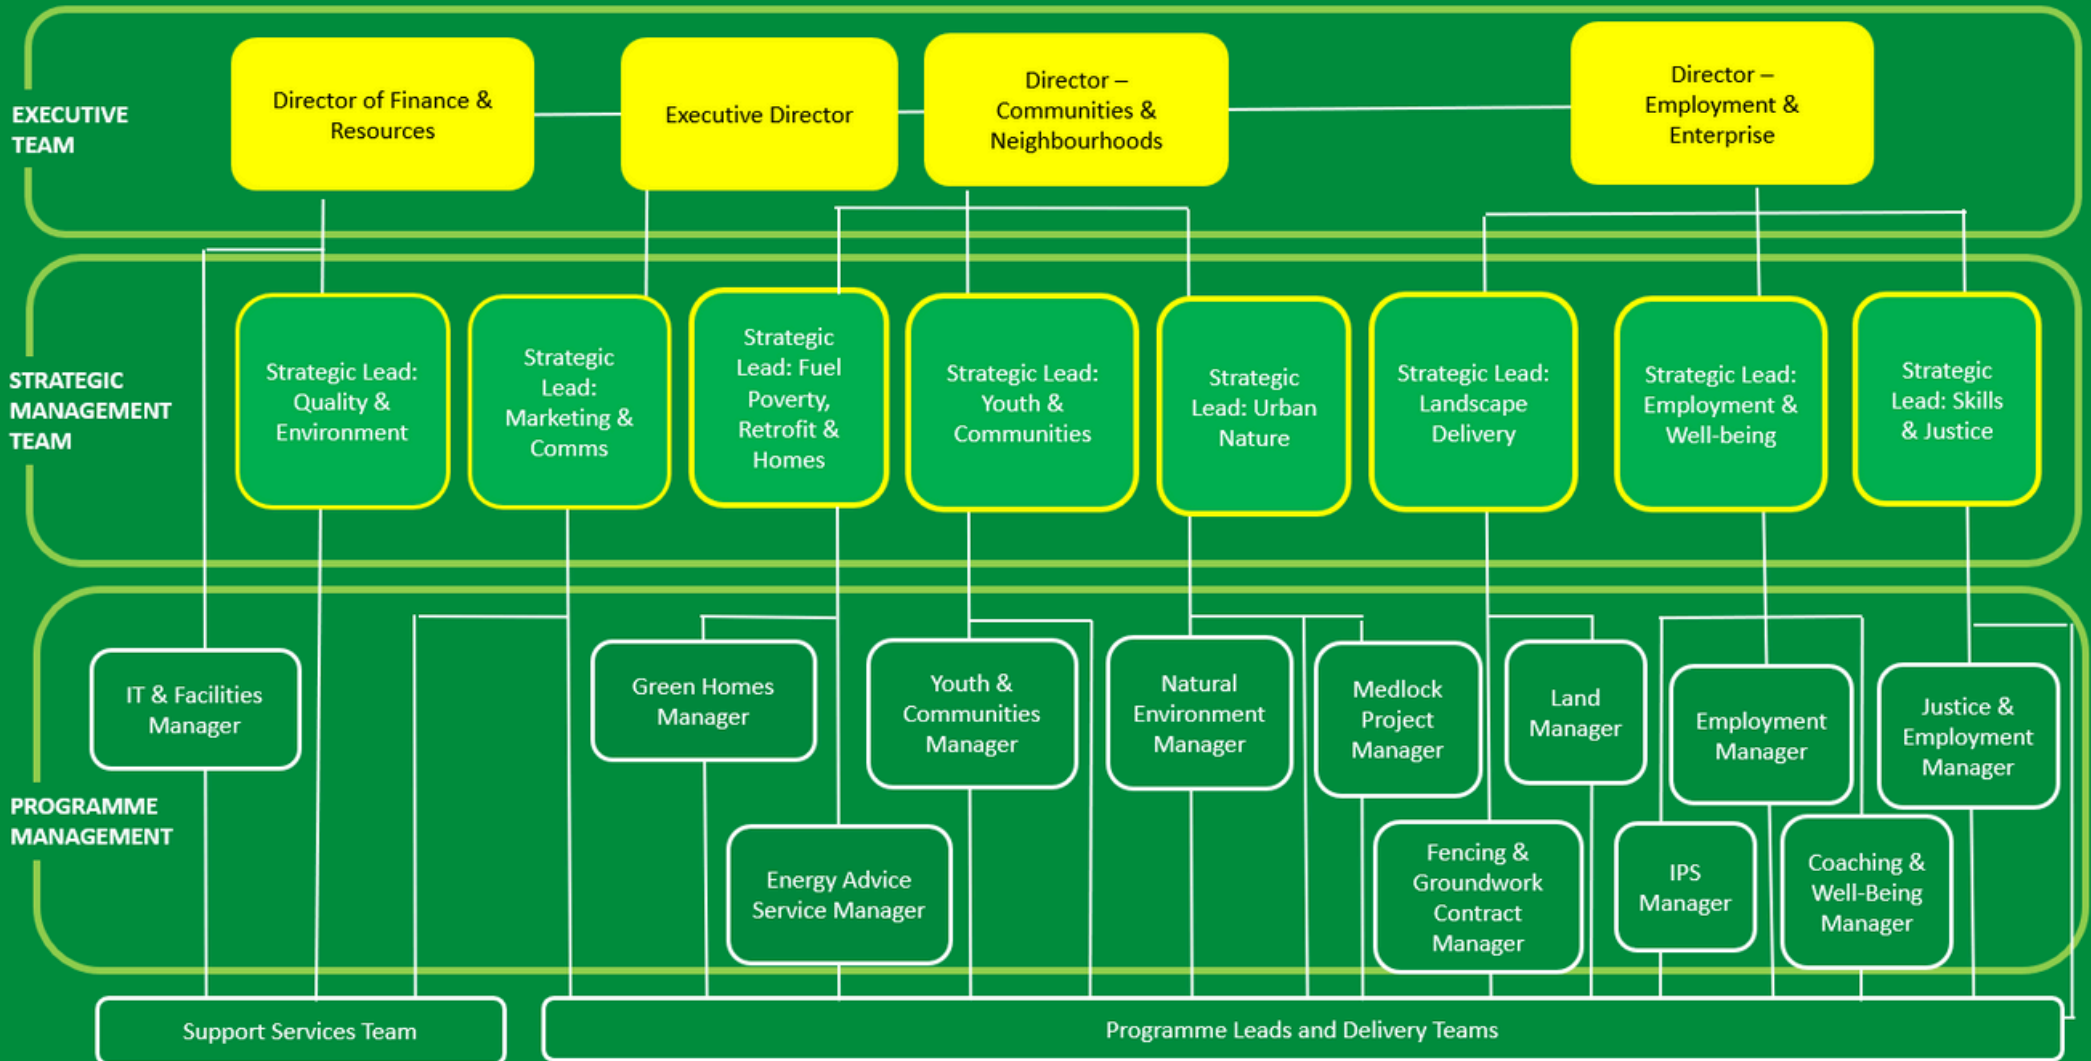 EXECUTIVE
TEAM
Director of Finance &
Resources
Executive Director
Director –
Communities &
Neighbourhoods
Director –
Employment &
Enterprise
STRATEGIC
MANAGEMENT
TEAM
Strategic Lead:
Quality &
Environment
Strategic
Lead:
Marketing &
Comms
Strategic
Lead: Fuel
Poverty,
Retrofit &
Homes
Strategic Lead:
Youth &
Communities
Strategic
Lead: Urban
Nature
Strategic Lead:
Landscape
Delivery
Strategic Lead:
Employment &
Well-being
Strategic
Lead: Skills
& Justice
PROGRAMME
MANAGEMENT
IT & Facilities
Manager
Green Homes
Manager
Energy Advice
Service Manager
Youth &
Communities
Manager
Natural
Environment
Manager
Medlock
Project
Manager
Fencing &
Groundwork
Contract
Manager
Land
Manager
IPS
Manager
Employment
Manager
Coaching &
Well-Being
Manager
Justice &
Employment
Manager
Support Services Team
Programme Leads and Delivery Teams